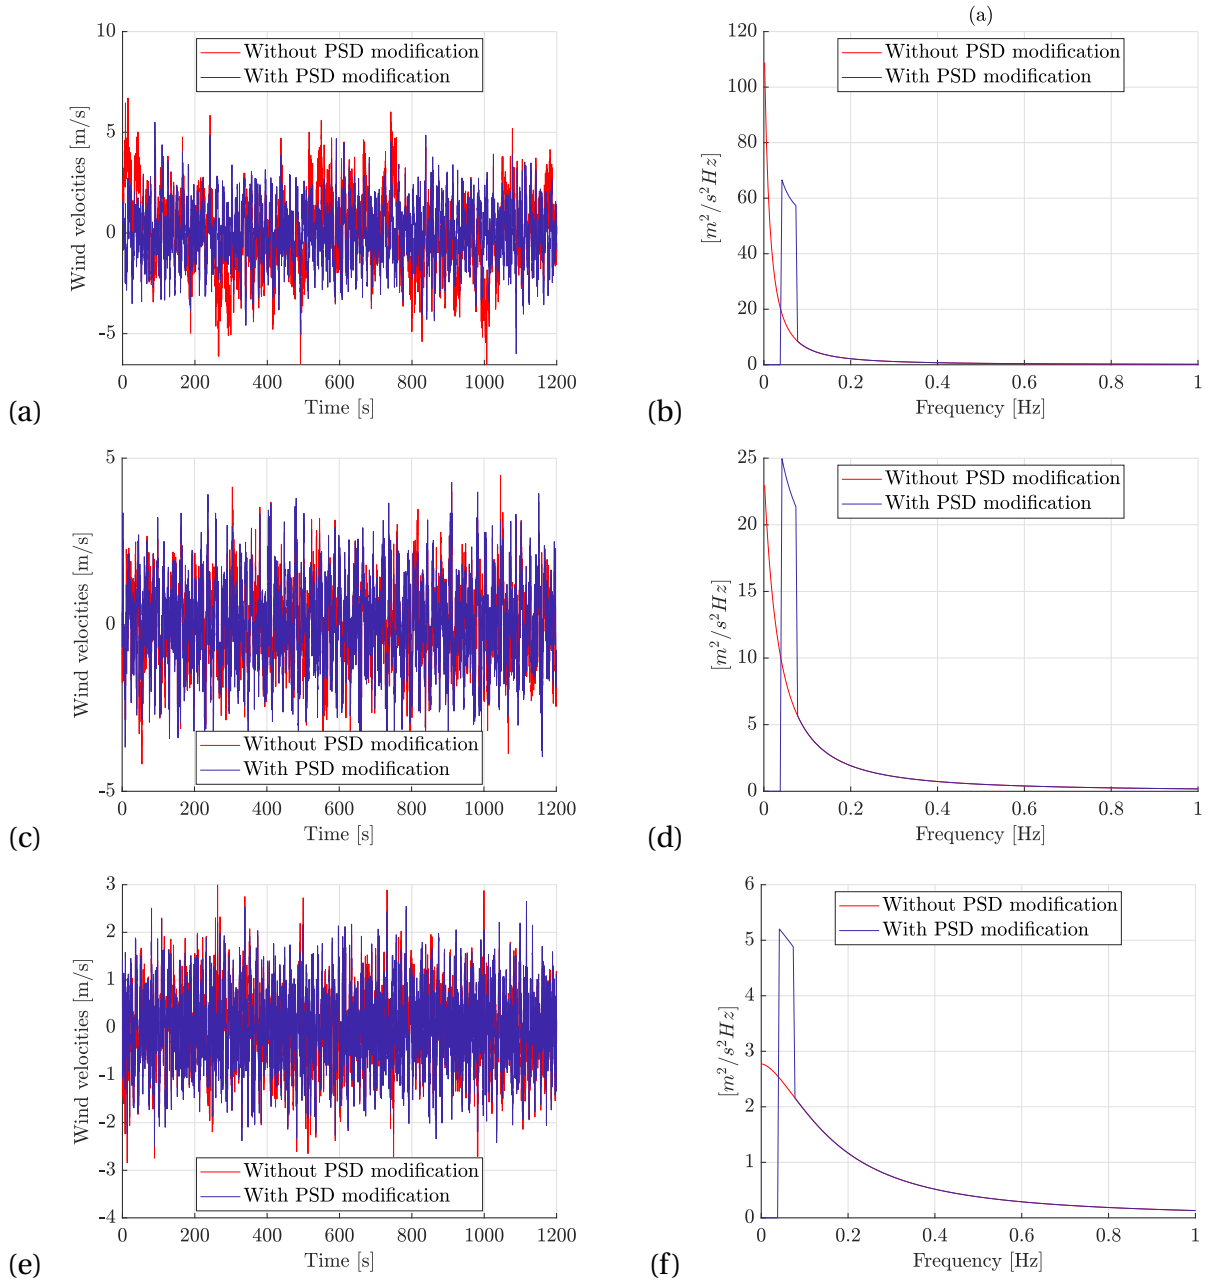 (a)
10
5
0
-5
Wind velocities [m/s]
Without PSD modification
With PSD modification
0 200 400 600 800 1000 1200
Time [s]
(a)
120
100
80
60
40
20
0
[m²/s²Hz]
Without PSD modification
With PSD modification
0 0.2 0.4 0.6 0.8 1
Frequency [Hz]
(b)
5
0
-5
Wind velocities [m/s]
Without PSD modification
With PSD modification
0 200 400 600 800 1000 1200
Time [s]
(c)
25
20
15
10
5
0
[m²/s²Hz]
Without PSD modification
With PSD modification
0 0.2 0.4 0.6 0.8 1
Frequency [Hz]
(d)
3
2
1
0
-1
-2
-3
-4
Wind velocities [m/s]
Without PSD modification
With PSD modification
0 200 400 600 800 1000 1200
Time [s]
(e)
6
5
4
3
2
1
0
[m²/s²Hz]
Without PSD modification
With PSD modification
0 0.2 0.4 0.6 0.8 1
Frequency [Hz]
(f)